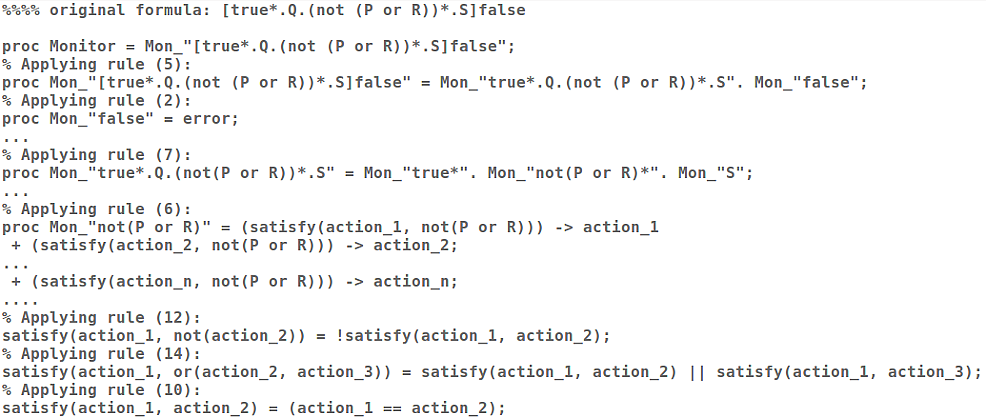 %%%% original formula: [true*.Q.(not (P or R))*.S]false
proc Monitor = Mon_"[true*.Q.(not (P or R))*.S]false";
% Applying rule (5):
proc Mon_"[true*.Q.(not (P or R))*.S]false" = Mon_"true*.Q.(not (P or R))*.S". Mon_"false";
% Applying rule (2):
proc Mon_"false" = error;
...
% Applying rule (7):
proc Mon_"true*.Q.(not(P or R))*.S" = Mon_"true*". Mon_"not(P or R)*". Mon_"S";
...
% Applying rule (6):
proc Mon_"not(P or R)" = (satisfy(action_1, not(P or R))) -> action_1
 + (satisfy(action_2, not(P or R))) -> action_2;
...
 + (satisfy(action_n, not(P or R))) -> action_n;
....
% Applying rule (12):
satisfy(action_1, not(action_2)) = !satisfy(action_1, action_2);
% Applying rule (14):
satisfy(action_1, or(action_2, action_3)) = satisfy(action_1, action_2) || satisfy(action_1, action_3);
% Applying rule (10):
satisfy(action_1, action_2) = (action_1 == action_2);